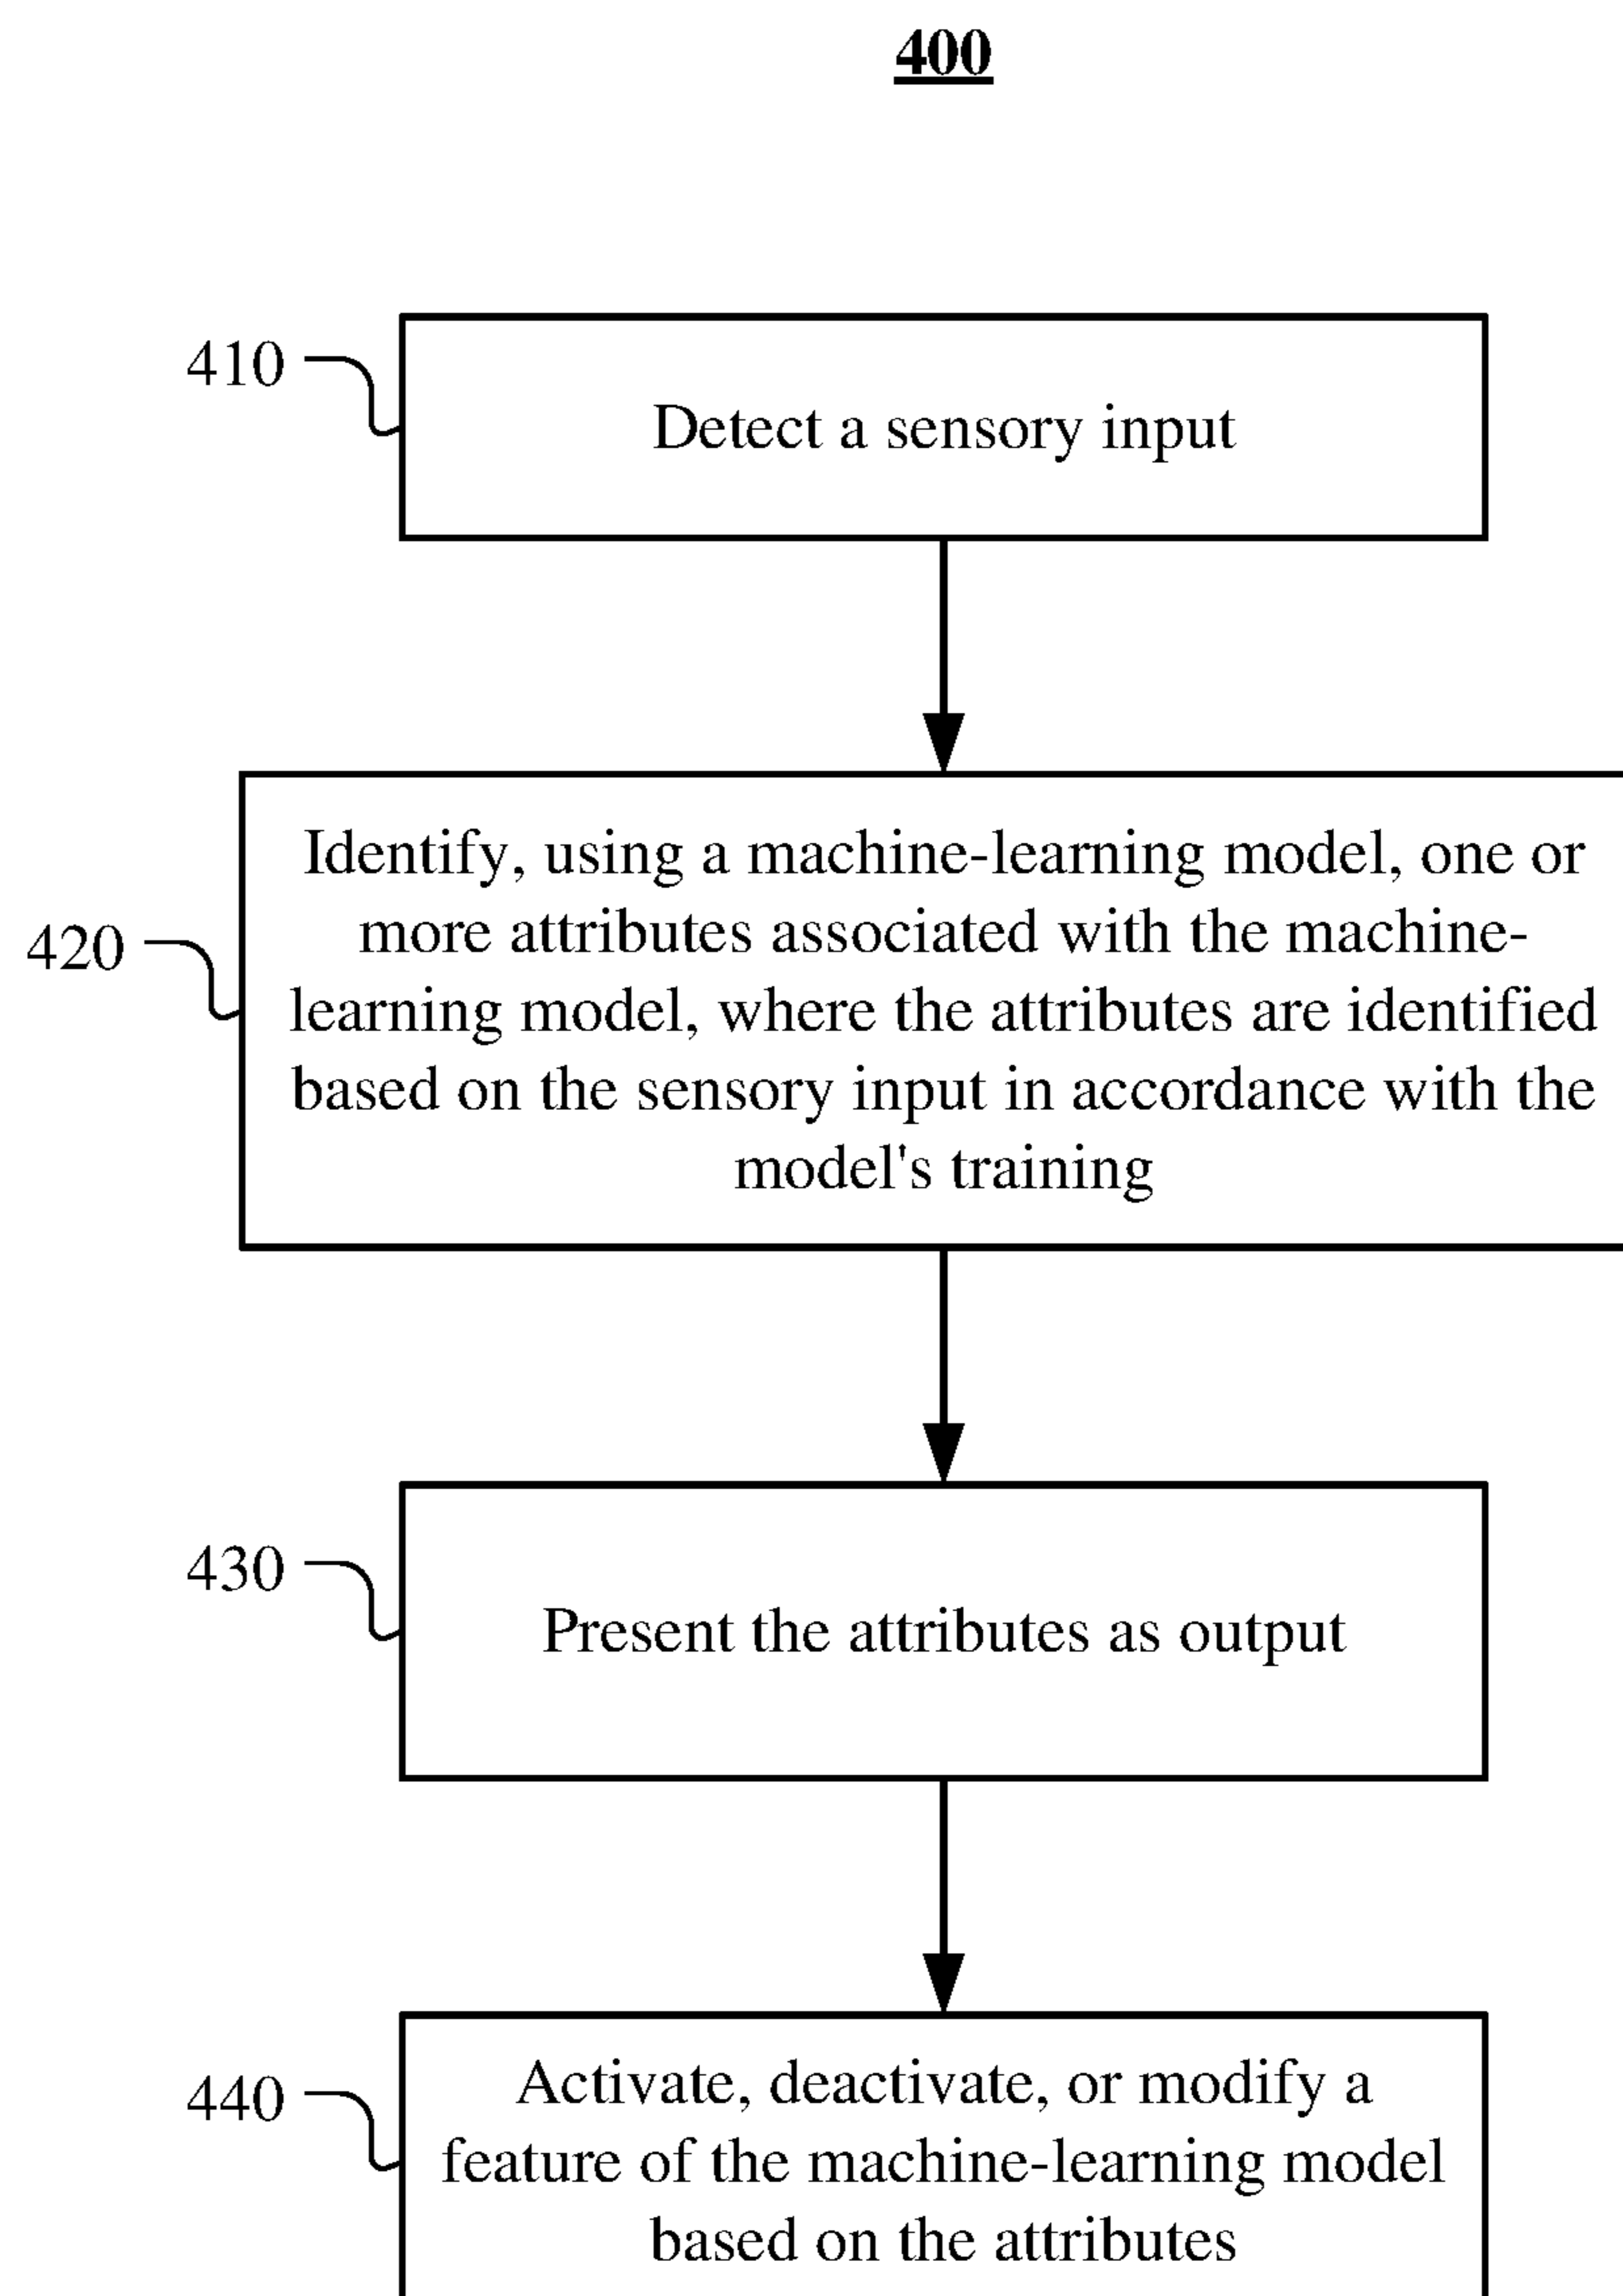 400
410
Detect a sensory input
420
Identify, using a machine-learning model, one or
more attributes associated with the machine-
learning model, where the attributes are identified
based on the sensory input in accordance with the
model's training
430
Present the attributes as output
440
Activate, deactivate, or modify a
feature of the machine-learning model
based on the attributes